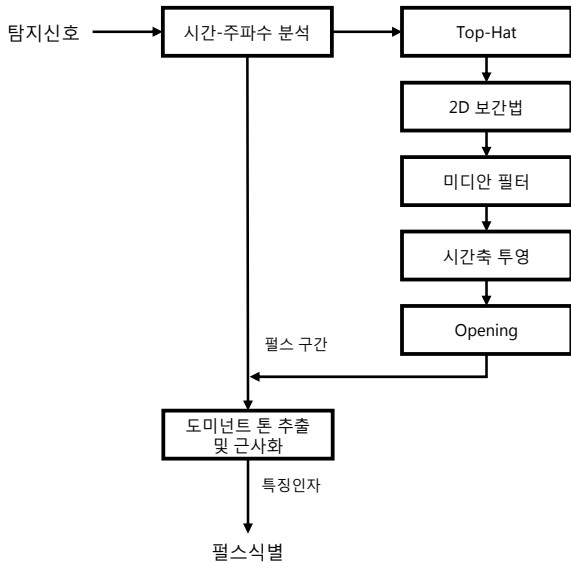 탐지신호
시간-주파수 분석
Top-Hat
2D 보간법
미디안 필터
시간축 투영
Opening
펄스 구간
도미넌트 톤 추출
및 근사화
특징인자
펄스식별